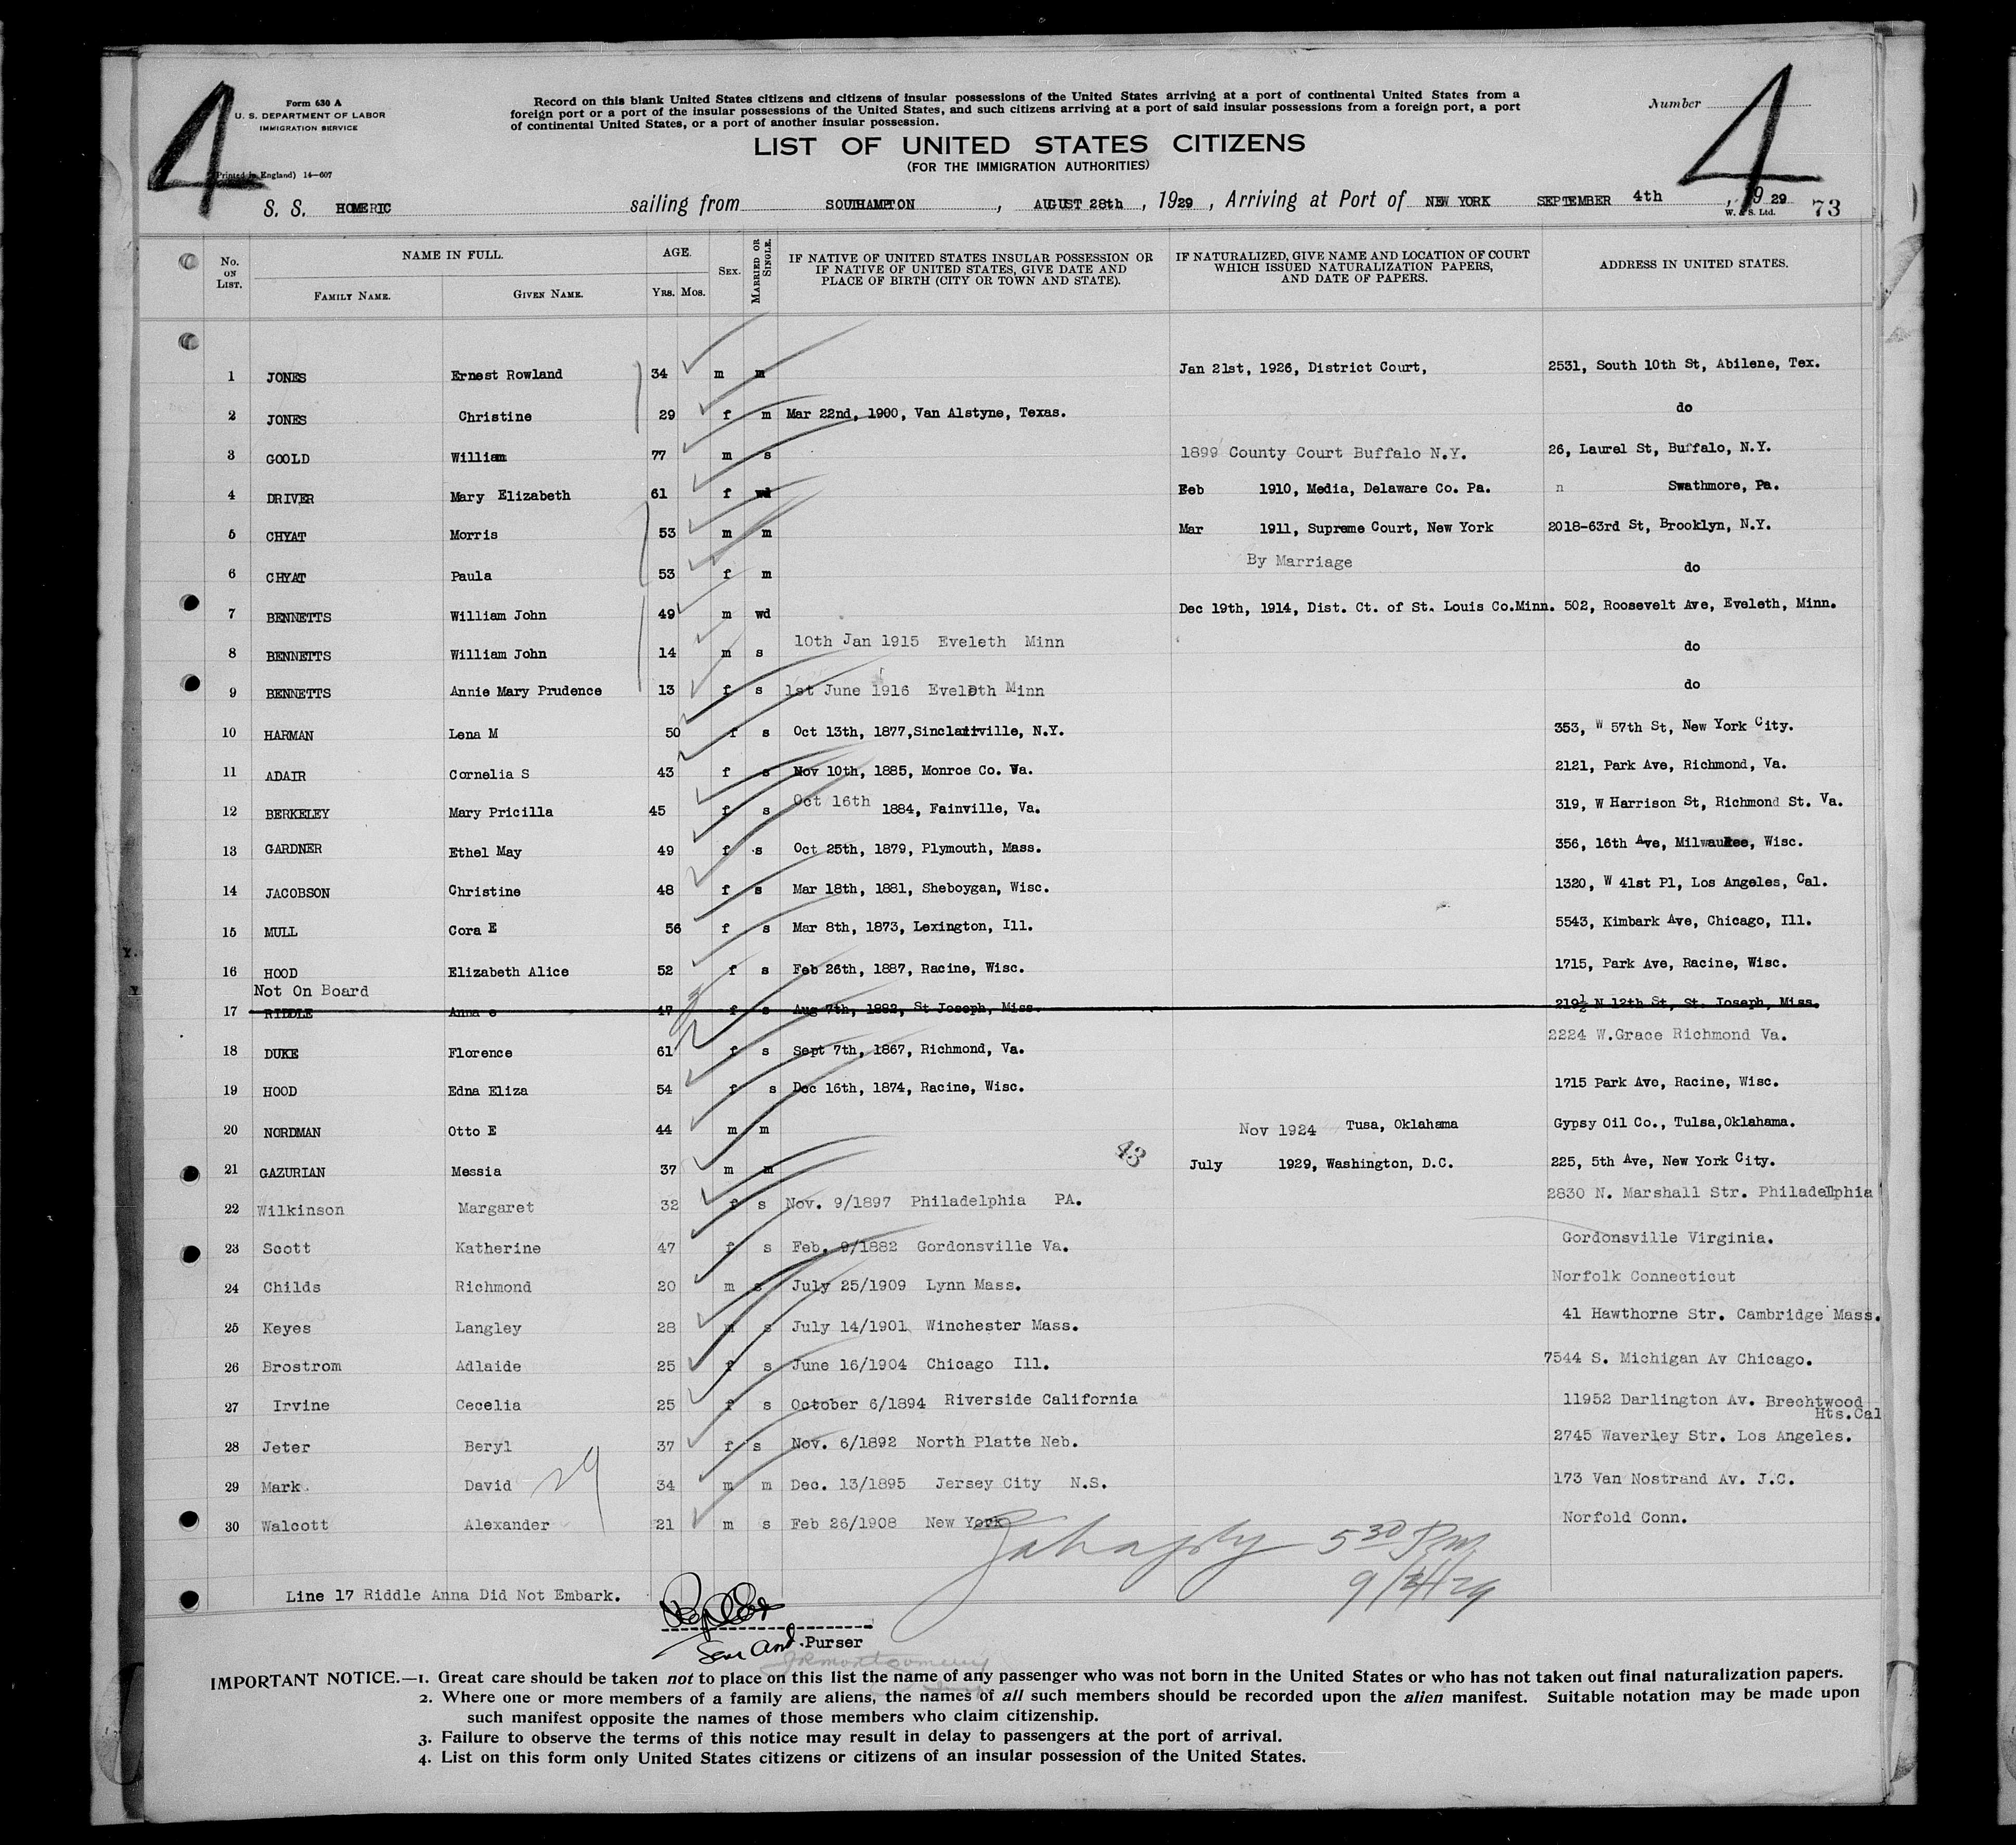 4
4
Form 630 A
U. S. DEPARTMENT OF LABOR
IMMIGRATION SERVICE
(Printed in England) 14—607
Record on this blank United States citizens and citizens of insular possessions of the United States arriving at a port of continental United States from a
foreign port or a port of the insular possessions of the United States, and such citizens arriving at a port of said insular possessions from a foreign port, a port
of continental United States, or a port of another insular possession.
Number
LIST OF UNITED STATES CITIZENS
(FOR THE IMMIGRATION AUTHORITIES)
S. S. HOMERIC sailing from SOUTHAMPTON, AUGUST 28th, 1929, Arriving at Port of NEW YORK SEPTEMBER 4th, 1929
W. & S. Ltd. 73
No. ON LIST. NAME IN FULL. FAMILY NAME. GIVEN NAME. AGE. YRS. MOS. SEX. MARRIED OR SINGLE. IF NATIVE OF UNITED STATES INSULAR POSSESSION OR IF NATIVE OF UNITED STATES, GIVE DATE AND PLACE OF BIRTH (CITY OR TOWN AND STATE). IF NATURALIZED, GIVE NAME AND LOCATION OF COURT WHICH ISSUED NATURALIZATION PAPERS, AND DATE OF PAPERS. ADDRESS IN UNITED STATES.
1 JONES Ernest Rowland 34 m m Jan 21st, 1926, District Court, 2531, South 10th St, Abilene, Tex.
2 JONES Christine 29 f m Mar 22nd, 1900, Van Alstyne, Texas. do
3 GOOLD William 77 m s 1899 County Court Buffalo N.Y. 26, Laurel St, Buffalo, N.Y.
4 DRIVER Mary Elizabeth 61 f wd Feb 1910, Media, Delaware Co. Pa. n Swathmore, Pa.
5 CHYAT Morris 53 m m Mar 1911, Supreme Court, New York 2018-63rd St, Brooklyn, N.Y.
6 CHYAT Paula 53 f m By Marriage do
7 BENNETTS William John 49 m wd Dec 19th, 1914, Dist. Ct. of St. Louis Co.Minn. 502, Roosevelt Ave, Eveleth, Minn.
8 BENNETTS William John 14 m s 10th Jan 1915 Eveleth Minn do
9 BENNETTS Annie Mary Prudence 13 f s 1st June 1916 Eveleth Minn do
10 HARMAN Lena M 50 f s Oct 13th, 1877, Sinclairville, N.Y. 353, W 57th St, New York City.
11 ADAIR Cornelia S 43 f s Nov 10th, 1885, Monroe Co. Va. 2121, Park Ave, Richmond, Va.
12 BERKELEY Mary Pricilla 45 f s Oct 16th 1884, Fainville, Va. 319, W Harrison St, Richmond St. Va.
13 GARDNER Ethel May 49 f s Oct 25th, 1879, Plymouth, Mass. 356, 16th Ave, Milwaukee, Wisc.
14 JACOBSON Christine 48 f s Mar 18th, 1881, Sheboygan, Wisc. 1320, W 41st Pl, Los Angeles, Cal.
15 MULL Cora E 56 f s Mar 8th, 1873, Lexington, Ill. 5543, Kimbark Ave, Chicago, Ill.
16 HOOD Elizabeth Alice 52 f s Feb 26th, 1887, Racine, Wisc. 1715, Park Ave, Racine, Wisc.
Not On Board
17 RIDDLE Anna e 47 f s Aug 7th, 1882, St Joseph, Miss. 219½ N 12th St, St. Joseph, Miss.
18 DUKE Florence 61 f s Sept 7th, 1867, Richmond, Va. 2224 W.Grace Richmond Va.
19 HOOD Edna Eliza 54 f s Dec 16th, 1874, Racine, Wisc. 1715 Park Ave, Racine, Wisc.
20 NORDMAN Otto E 44 m m Nov 1924 Tusa, Oklahama Gypsy Oil Co., Tulsa,Oklahama.
21 GAZURIAN Messia 37 m m 43 July 1929, Washington, D.C. 225, 5th Ave, New York City.
22 Wilkinson Margaret 32 f s Nov. 9/1897 Philadelphia PA. 2830 N. Marshall Str. Philadelphia
23 Scott Katherine 47 f s Feb. 9/1882 Gordonsville Va. Gordonsville Virginia.
24 Childs Richmond 20 m s July 25/1909 Lynn Mass. Norfolk Connecticut
25 Keyes Langley 28 m s July 14/1901 Winchester Mass. 41 Hawthorne Str. Cambridge Mass.
26 Brostrom Adlaide 25 f s June 16/1904 Chicago Ill. 7544 S. Michigan Av Chicago.
27 Irvine Cecelia 25 f s October 6/1894 Riverside California 11952 Darlington Av. Brechtwood Hts.Cal
28 Jeter Beryl 37 f s Nov. 6/1892 North Platte Neb. 2745 Waverley Str. Los Angeles.
29 Mark. David 34 m m Dec. 13/1895 Jersey City N.S. 173 Van Nostrand Av. J.C.
30 Walcott Alexander 21 m s Feb 26/1908 New York Norfold Conn.
29
5 30 Pm
9/4/29
Line 17 Riddle Anna Did Not Embark.
Purser
IMPORTANT NOTICE.—1. Great care should be taken not to place on this list the name of any passenger who was not born in the United States or who has not taken out final naturalization papers.
2. Where one or more members of a family are aliens, the names of all such members should be recorded upon the alien manifest. Suitable notation may be made upon
such manifest opposite the names of those members who claim citizenship.
3. Failure to observe the terms of this notice may result in delay to passengers at the port of arrival.
4. List on this form only United States citizens or citizens of an insular possession of the United States.